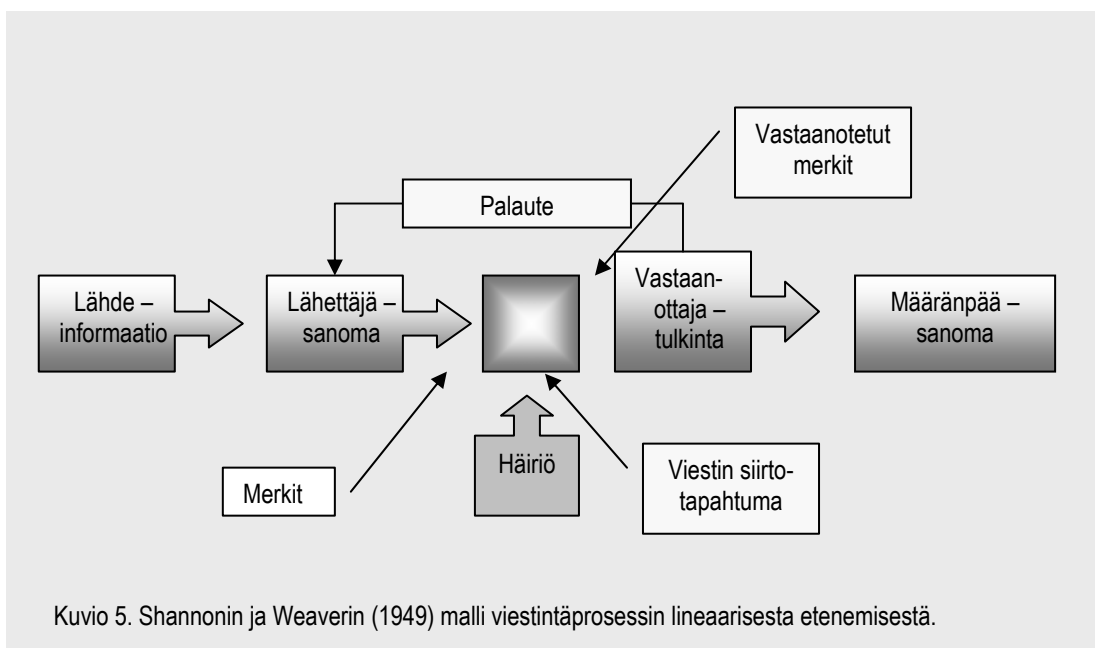 Vastaanotetut
merkit
Palaute
Lähde –
informaatio
Lähettäjä –
sanoma
Vastaan-
ottaja –
tulkinta
Määränpää –
sanoma
Merkit
Häiriö
Viestin siirto-
tapahtuma
Kuvio 5. Shannonin ja Weaverin (1949) malli viestintäprosessin lineaarisesta etenemisestä.